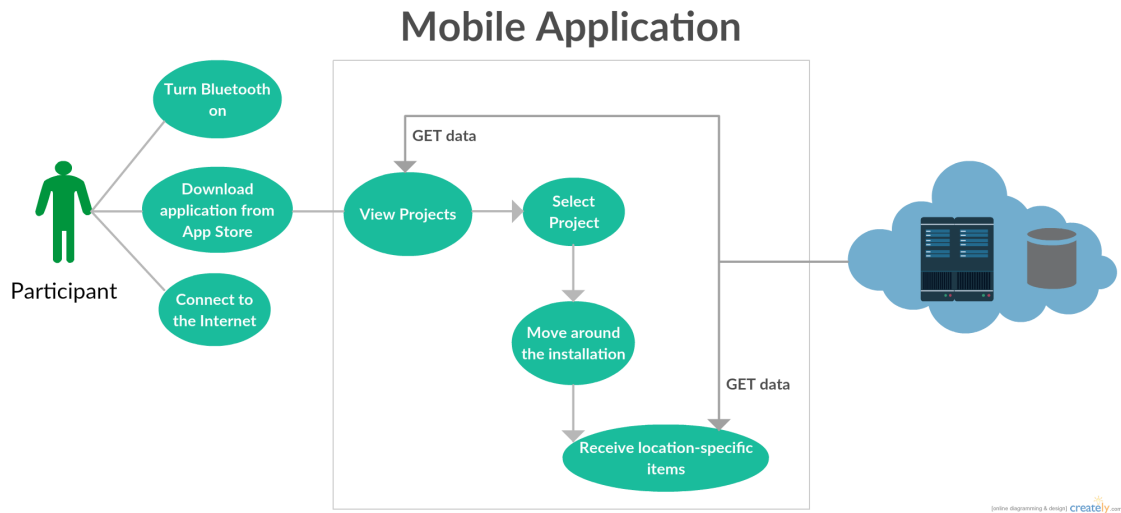 Mobile Application
Turn Bluetooth
on
GET data
Download
application from
App Store
View Projects
Select
Project
Participant
Connect to
the Internet
Move around
the installation
GET data
Receive location-specific
items
[online diagramming & design] creately.com